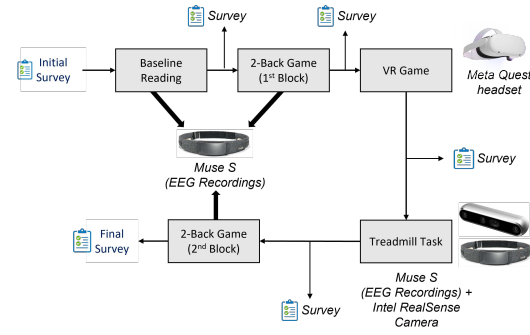 Survey
Survey
Initial
Survey
Baseline
Reading
2-Back Game
(1st Block)
VR Game
Meta Quest
headset
Muse S
(EEG Recordings)
Survey
Final
Survey
2-Back Game
(2nd Block)
Treadmill Task
Survey
Muse S
(EEG Recordings) +
Intel RealSense
Camera